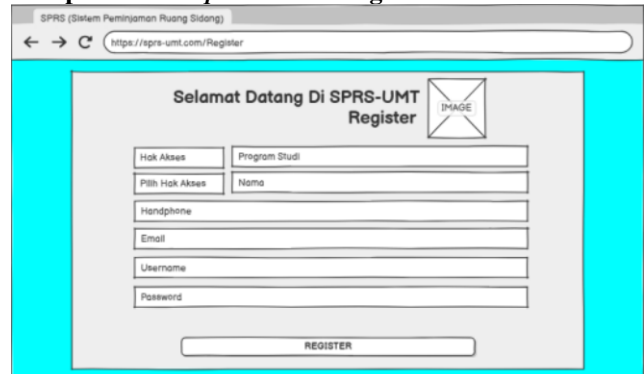 SPRS (Sistem Peminjaman Ruang Sidang)
https://sprs-umt.com/Register
Selamat Datang Di SPRS-UMT
Register
IMAGE
Hak Akses
Program Studi
Pilih Hak Akses
Nama
Handphone
Email
Username
Password
REGISTER